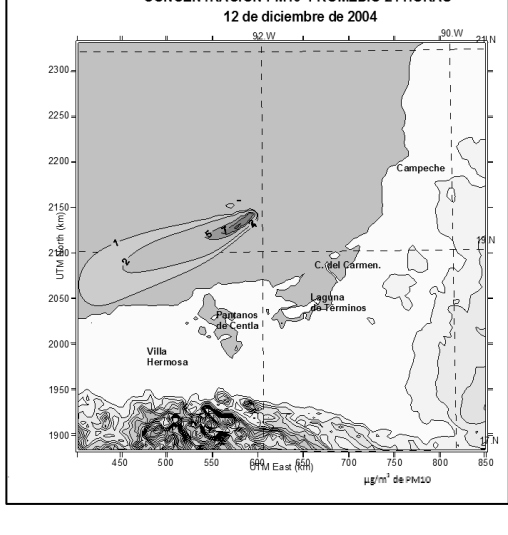 12 de diciembre de 2004
92 W
90 W
21 N
2300
2250
2200
2150
2100
2050
2000
1950
1900
UTM North (km)
Campeche
5
7
1
2
19 N
C. del Carmen.
Laguna
de Términos
Pantanos
de Centla
Villa
Hermosa
17 N
450 500 550 600 650 700 750 800 850
UTM East (km)
µg/m³ de PM10